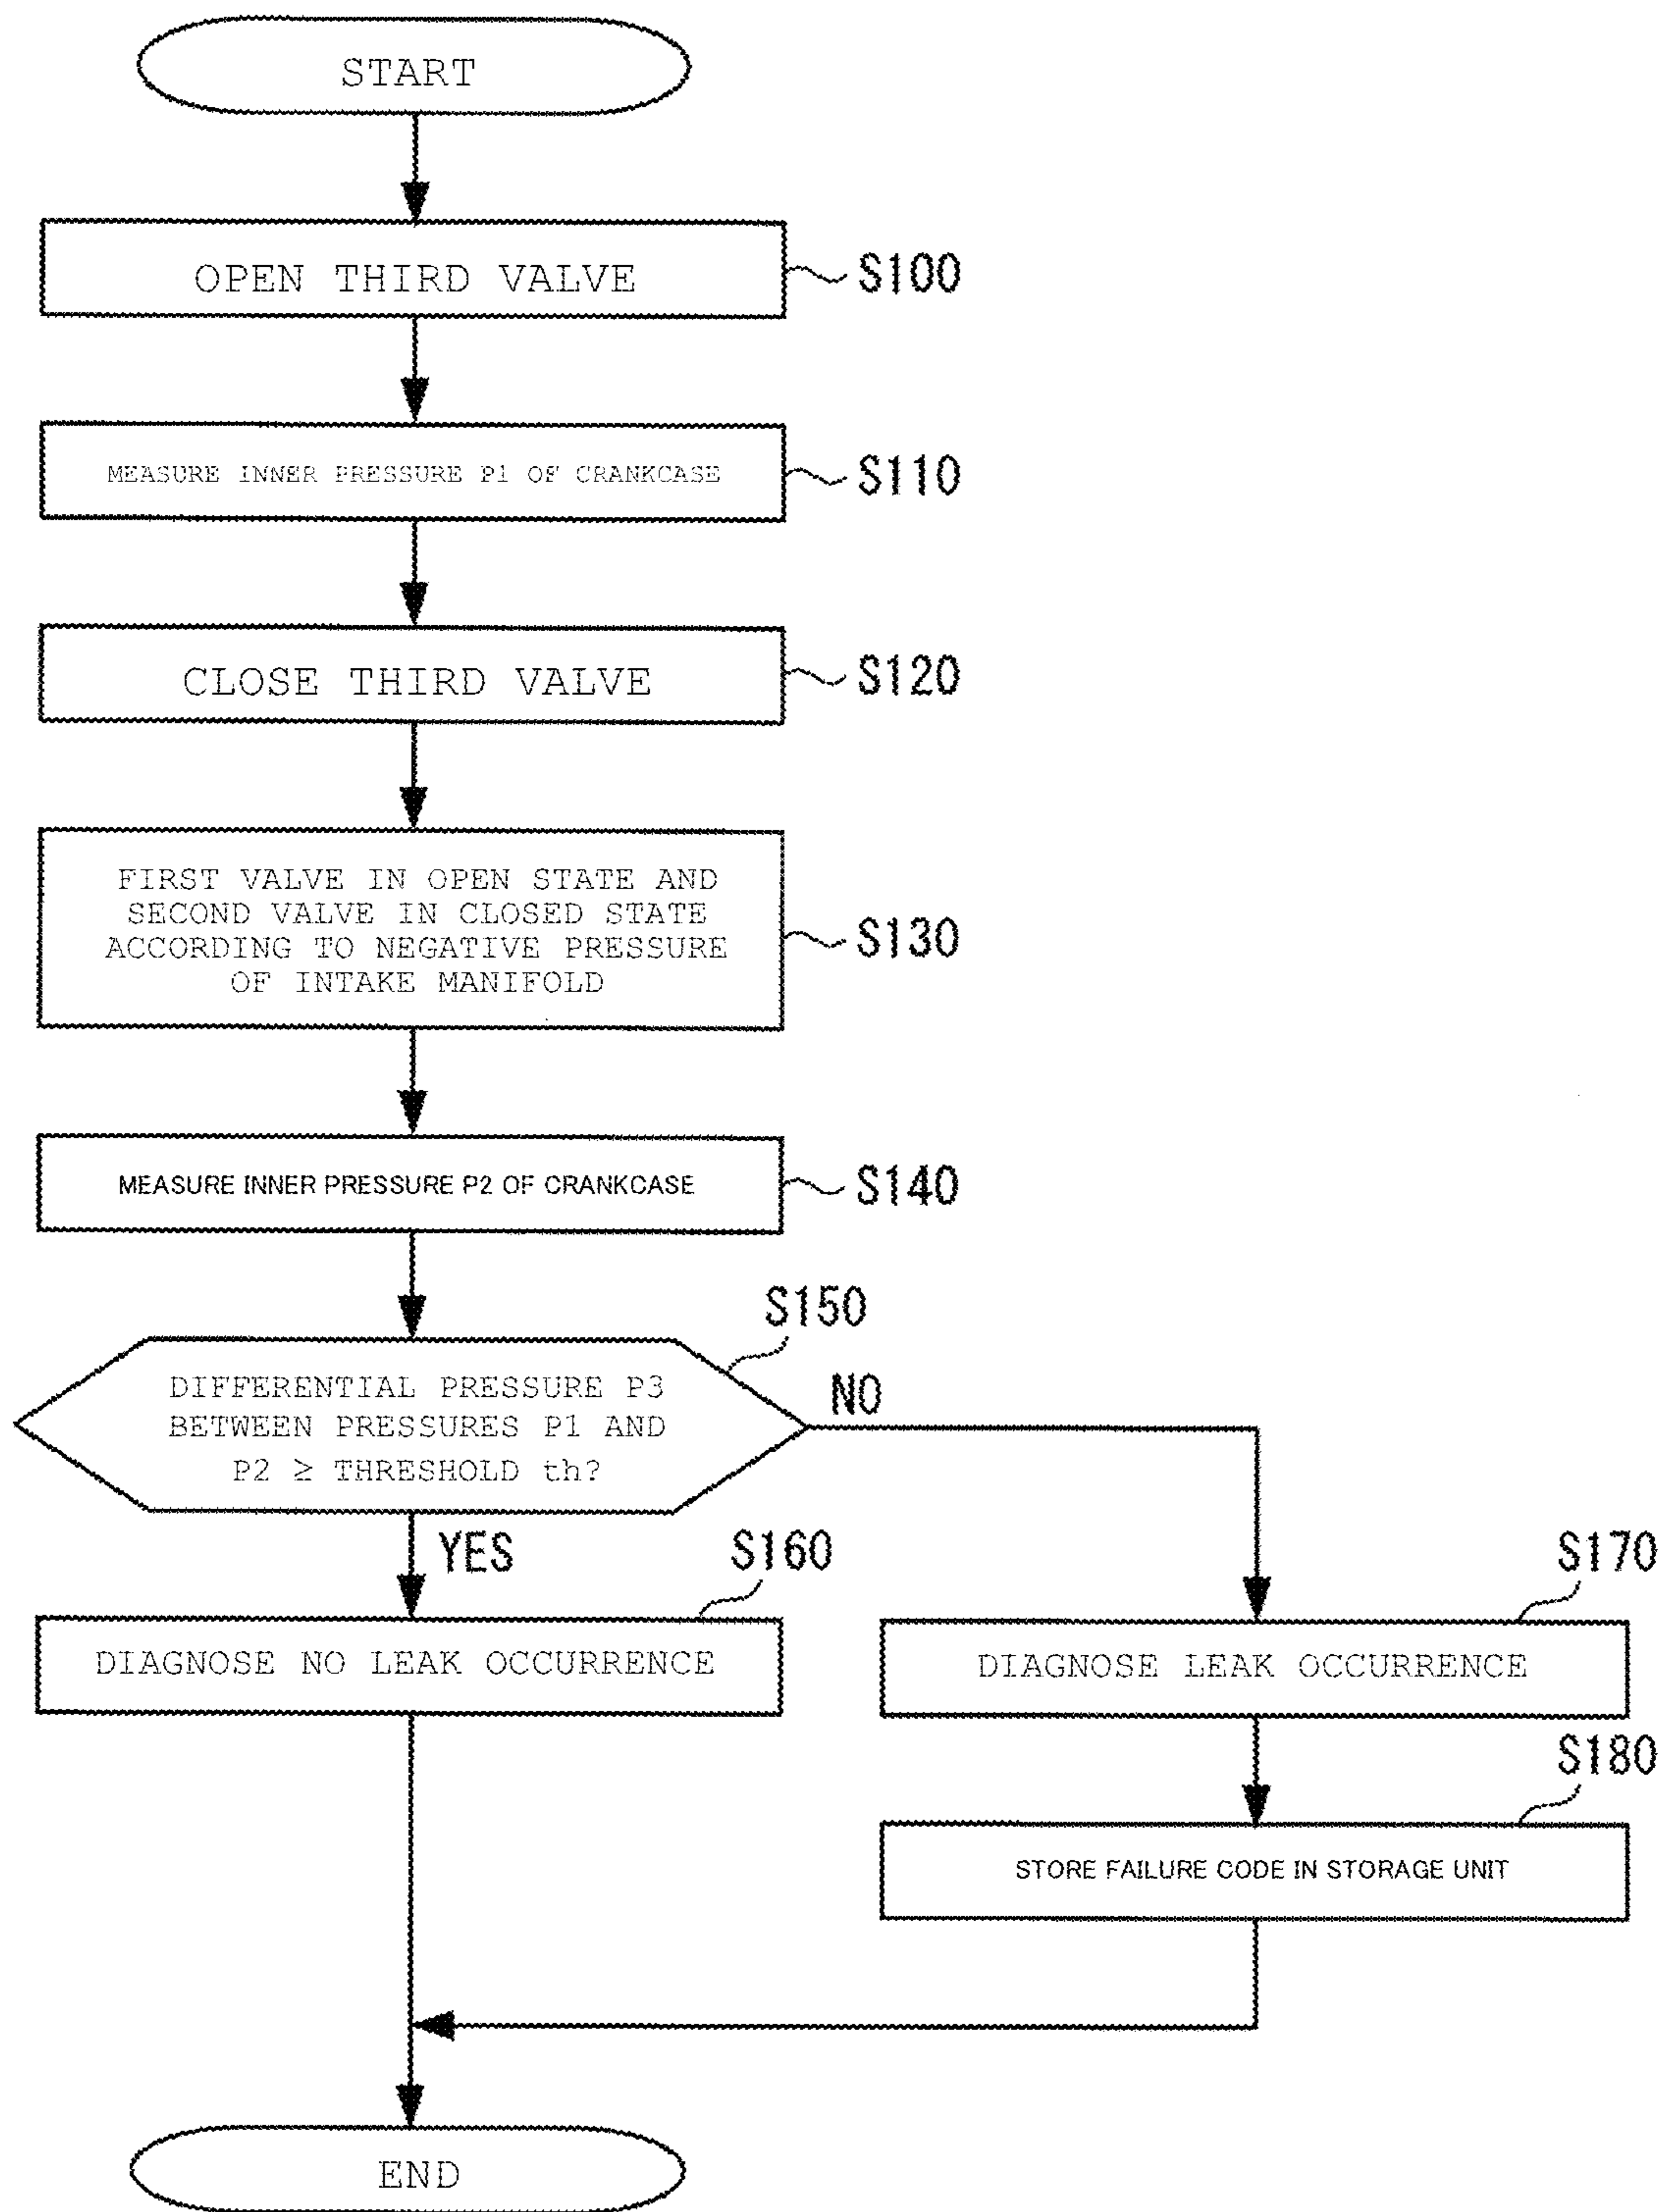 START
OPEN THIRD VALVE
S100
MEASURE INNER PRESSURE P1 OF CRANKCASE
S110
CLOSE THIRD VALVE
S120
FIRST VALVE IN OPEN STATE AND
SECOND VALVE IN CLOSED STATE
ACCORDING TO NEGATIVE PRESSURE
OF INTAKE MANIFOLD
S130
MEASURE INNER PRESSURE P2 OF CRANKCASE
S140
S150
DIFFERENTIAL PRESSURE P3
BETWEEN PRESSURES P1 AND
P2 ≥ THRESHOLD th?
NO
YES
S160
S170
DIAGNOSE NO LEAK OCCURRENCE
DIAGNOSE LEAK OCCURRENCE
S180
STORE FAILURE CODE IN STORAGE UNIT
END